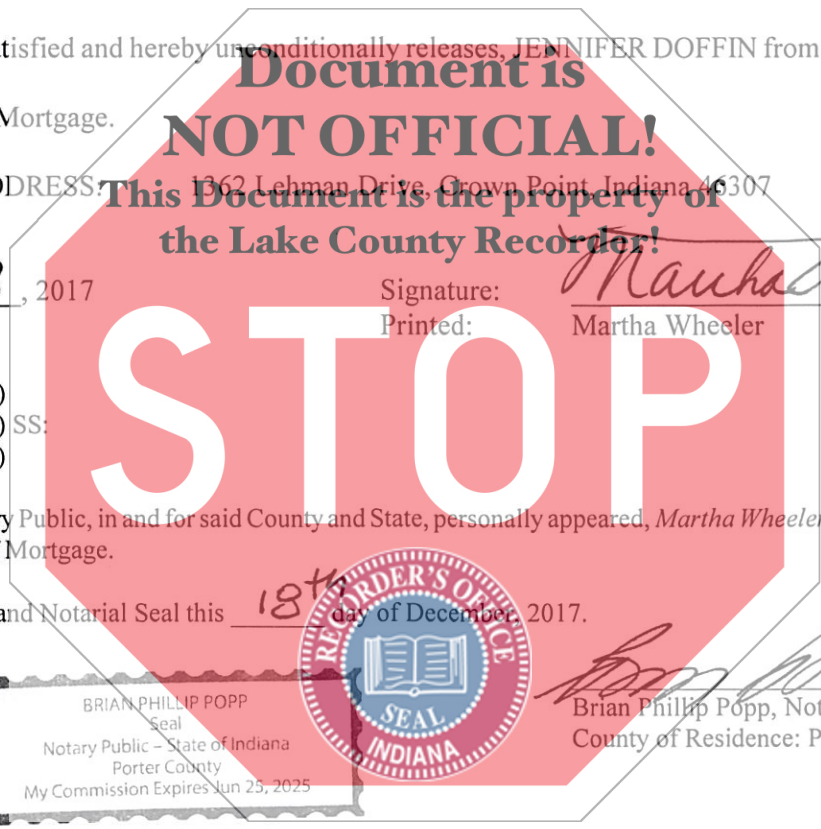 tisfied and hereby unconditionally releases, JENNIFER DOFFIN from
Document is
Mortgage.
NOT OFFICIAL!
DRESS: 1362 Lehman Drive, Crown Point, Indiana 46307
This Document is the property of
the Lake County Recorder!
, 2017
Signature:
Printed: Martha Wheeler
STOP
)
) SS:
)
y Public, in and for said County and State, personally appeared, Martha Wheeler
Mortgage.
and Notarial Seal this 18th day of December, 2017.
RECORDER'S OFFICE
SEAL
INDIANA
BRIAN PHILLIP POPP
Seal
Notary Public – State of Indiana
Porter County
My Commission Expires Jun 25, 2025
Brian Phillip Popp, Not
County of Residence: P